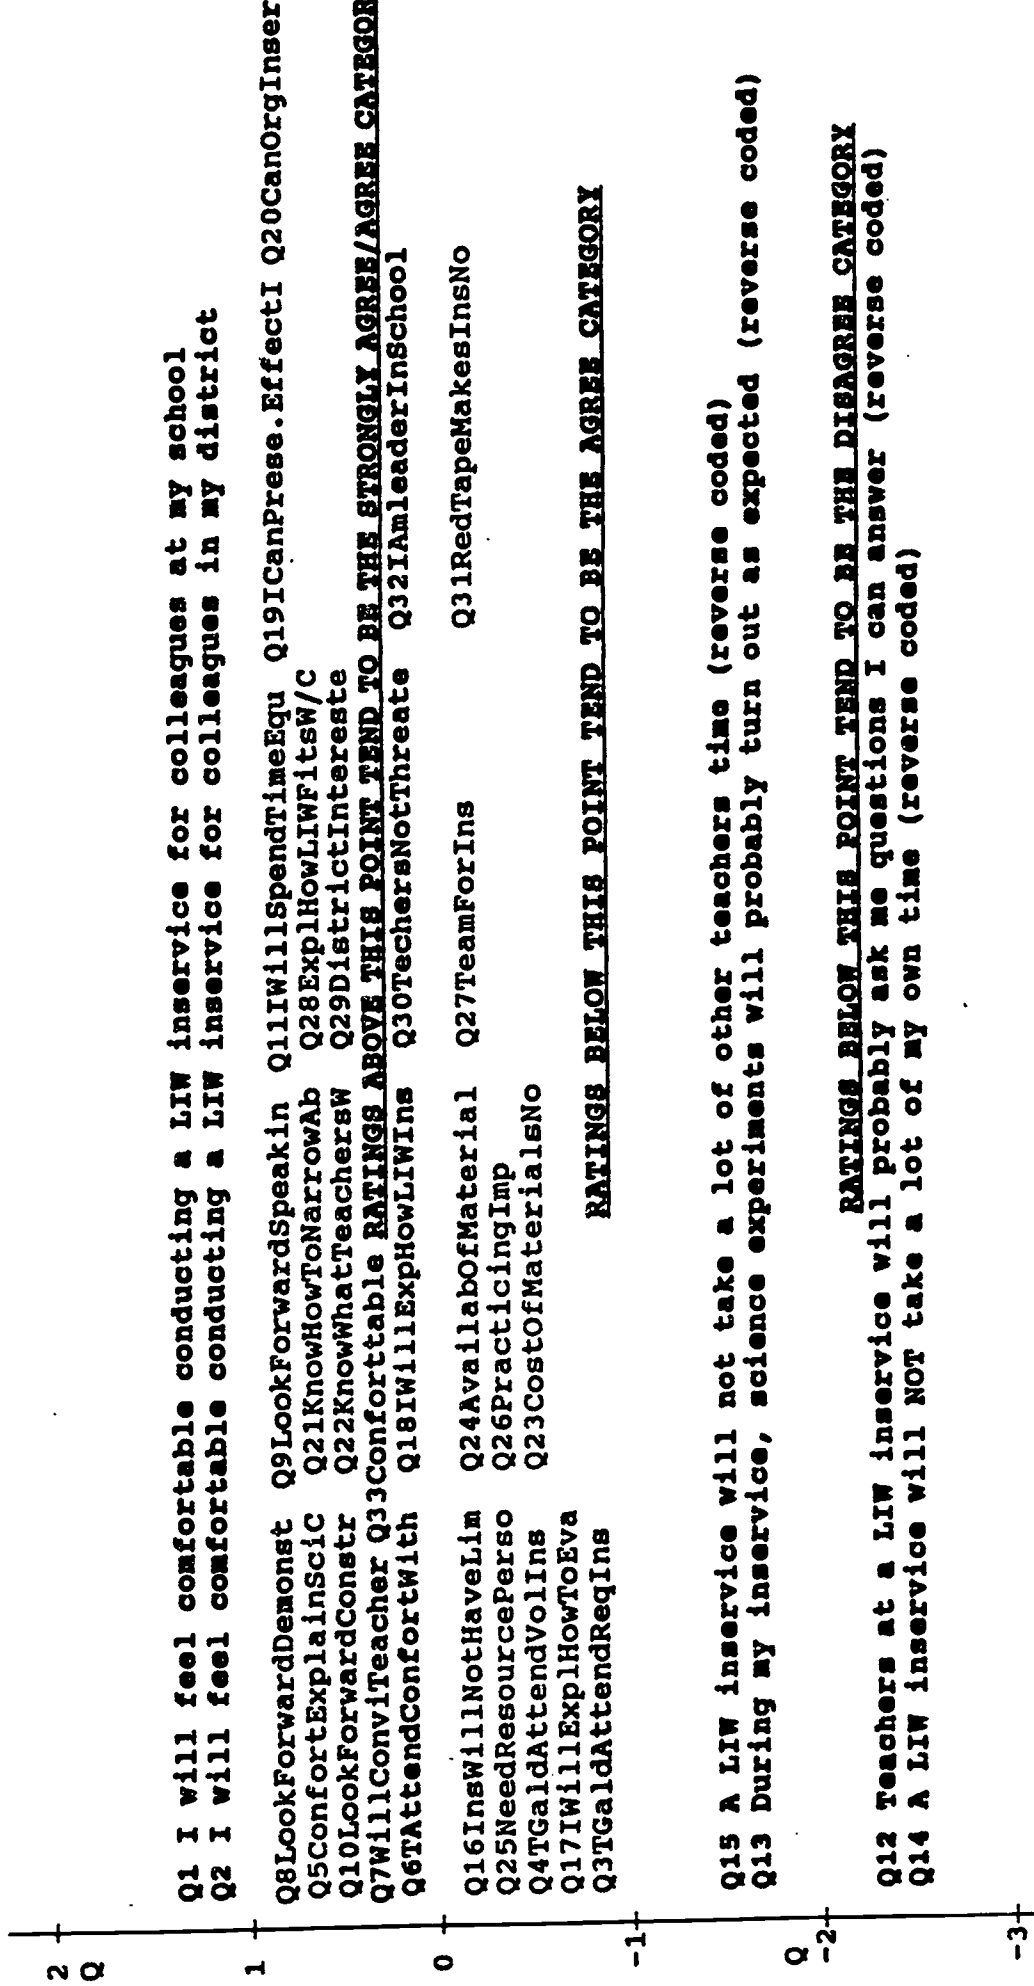 2
Q
Q1 I will feel comfortable conducting a LIW inservice for colleagues at my school
Q2 I will feel comfortable conducting a LIW inservice for colleagues in my district
1
Q8LookForwardDemonst Q9LookForwardSpeakin Q11IWillSpendTimeEqu Q19ICanPrese.EffectI Q20CanOrgInser
Q5ConfortExplainSciC Q21KnowHowToNarrowAb Q28ExplHowLIWFitsW/C
Q10LookForwardConstr Q22KnowWhatTeachersW Q29DistrictIntereste
Q7WillConviTeacher Q33Conforttable RATINGS ABOVE THIS POINT TEND TO BE THE STRONGLY AGREE/AGREE CATEGOR
Q6TAttendConfortWith Q18IWillExpHowLIWIns Q30TechersNotThreate Q32IAmleaderInSchool
0
Q16InsWillNotHaveLim Q24AvailabOfMaterial Q27TeamForIns Q31RedTapeMakesInsNo
Q25NeedResourcePerso Q26PracticingImp
Q4TGaldAttendVolIns Q23CostOfMaterialsNo
Q17IWillExplHowToEva
Q3TGaldAttendReqIns RATINGS BELOW THIS POINT TEND TO BE THE AGREE CATEGORY
-1
Q15 A LIW inservice will not take a lot of other teachers time (reverse coded)
Q13 During my inservice, science experiments will probably turn out as expected (reverse coded)
Q
-2
RATINGS BELOW THIS POINT TEND TO BE THE DISAGREE CATEGORY
Q12 Teachers at a LIW inservice will probably ask me questions I can answer (reverse coded)
Q14 A LIW inservice will NOT take a lot of my own time (reverse coded)
-3